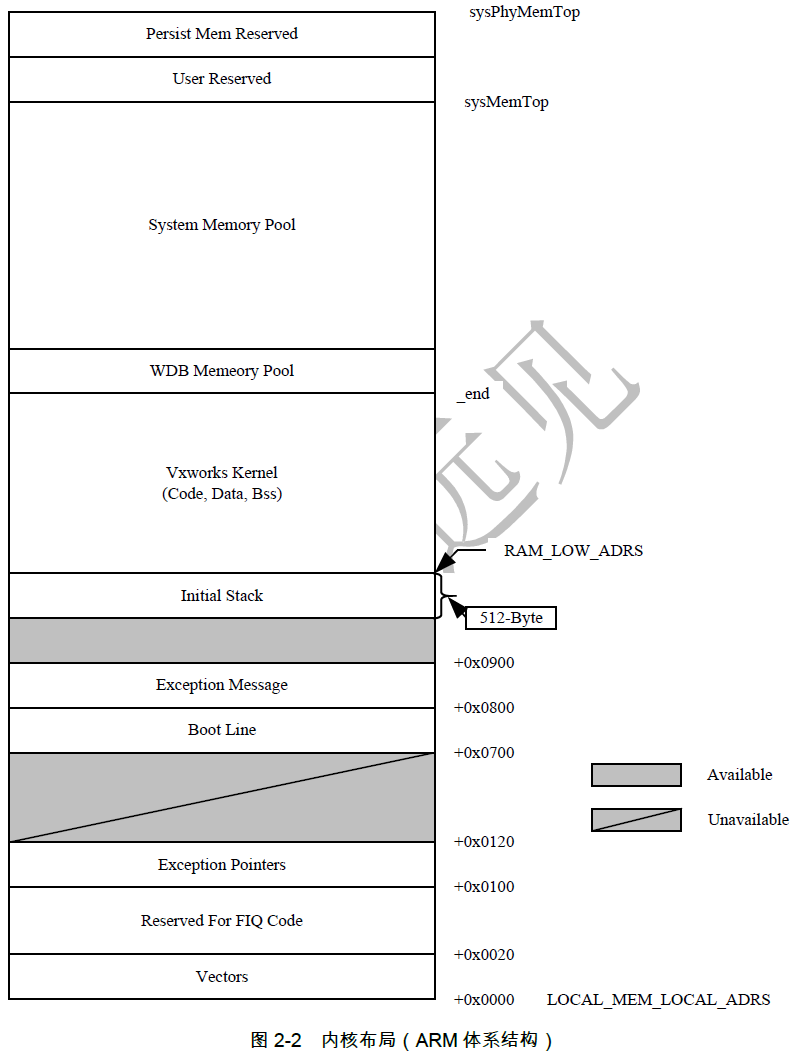 sysPhyMemTop
Persist Mem Reserved
User Reserved
sysMemTop
System Memory Pool
WDB Memeory Pool
_end
Vxworks Kernel
(Code, Data, Bss)
RAM_LOW_ADRS
Initial Stack
512-Byte
+0x0900
Exception Message
+0x0800
Boot Line
+0x0700
Available
Unavailable
+0x0120
Exception Pointers
+0x0100
Reserved For FIQ Code
+0x0020
Vectors
+0x0000 LOCAL_MEM_LOCAL_ADRS
远见
图 2-2 内核布局（ARM 体系结构）